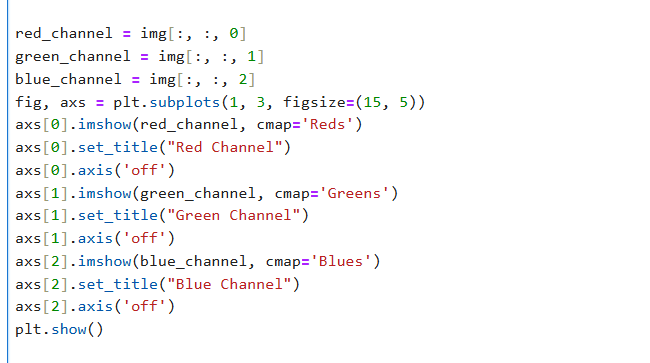 red_channel = img[:, :, 0]
green_channel = img[:, :, 1]
blue_channel = img[:, :, 2]
fig, axs = plt.subplots(1, 3, figsize=(15, 5))
axs[0].imshow(red_channel, cmap='Reds')
axs[0].set_title("Red Channel")
axs[0].axis('off')
axs[1].imshow(green_channel, cmap='Greens')
axs[1].set_title("Green Channel")
axs[1].axis('off')
axs[2].imshow(blue_channel, cmap='Blues')
axs[2].set_title("Blue Channel")
axs[2].axis('off')
plt.show()